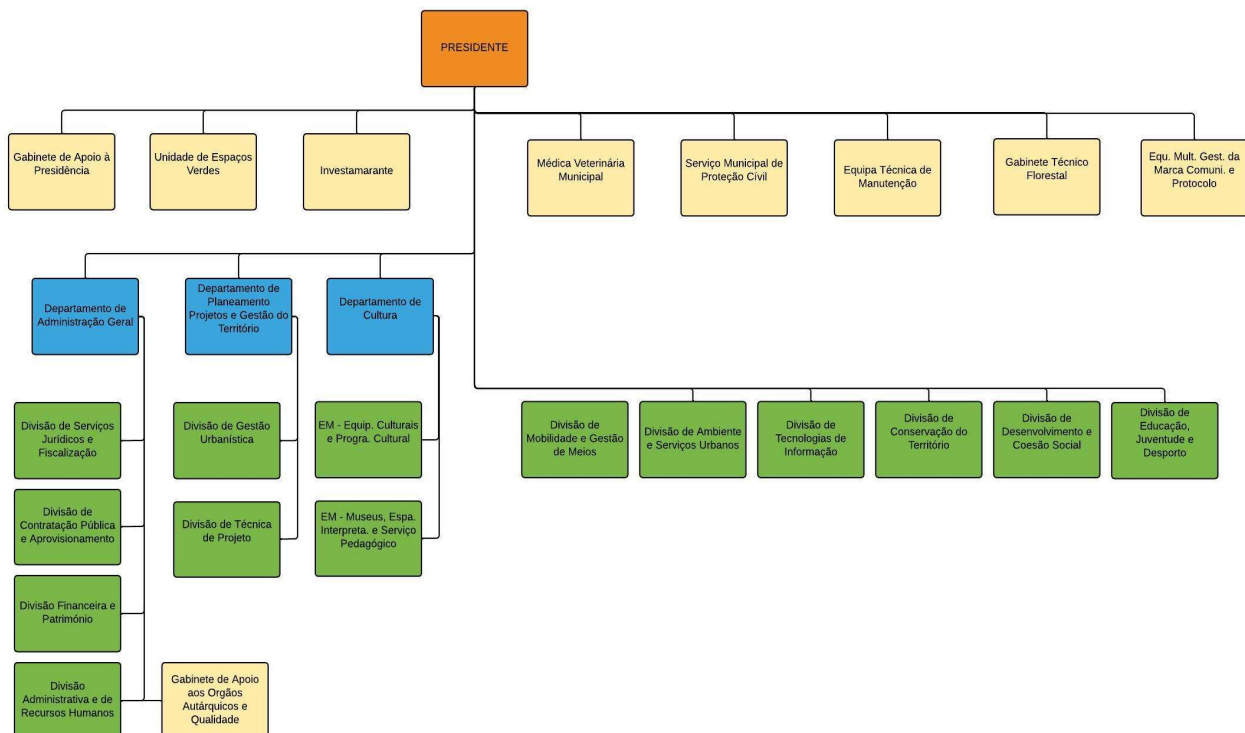 PRESIDENTE
Gabinete de Apoio à
Presidência
Unidade de Espaços
Verdes
Investamarante
Médica Veterinária
Municipal
Serviço Municipal de
Proteção Cívil
Equipa Técnica de
Manutenção
Gabinete Técnico
Florestal
Equ. Mult. Gest. da
Marca Comuni. e
Protocolo
Departamento de
Administração Geral
Departamento de
Planeamento
Projetos e Gestão do
Território
Departamento de
Cultura
Divisão de Serviços
Jurídicos e
Fiscalização
Divisão de Gestão
Urbanística
EM - Equip. Culturais
e Progra. Cultural
Divisão de
Mobilidade e Gestão
de Meios
Divisão de Ambiente
e Serviços Urbanos
Divisão de
Tecnologias de
Informação
Divisão de
Conservação do
Território
Divisão de
Desenvolvimento e
Coesão Social
Divisão de
Educação,
Juventude e
Desporto
Divisão de
Contratação Pública
e Aprovisionamento
Divisão de Técnica
de Projeto
EM - Museus, Espa.
Interpreta. e Serviço
Pedagógico
Divisão Financeira e
Património
Divisão
Administrativa e de
Recursos Humanos
Gabinete de Apoio
aos Orgãos
Autárquicos e
Qualidade